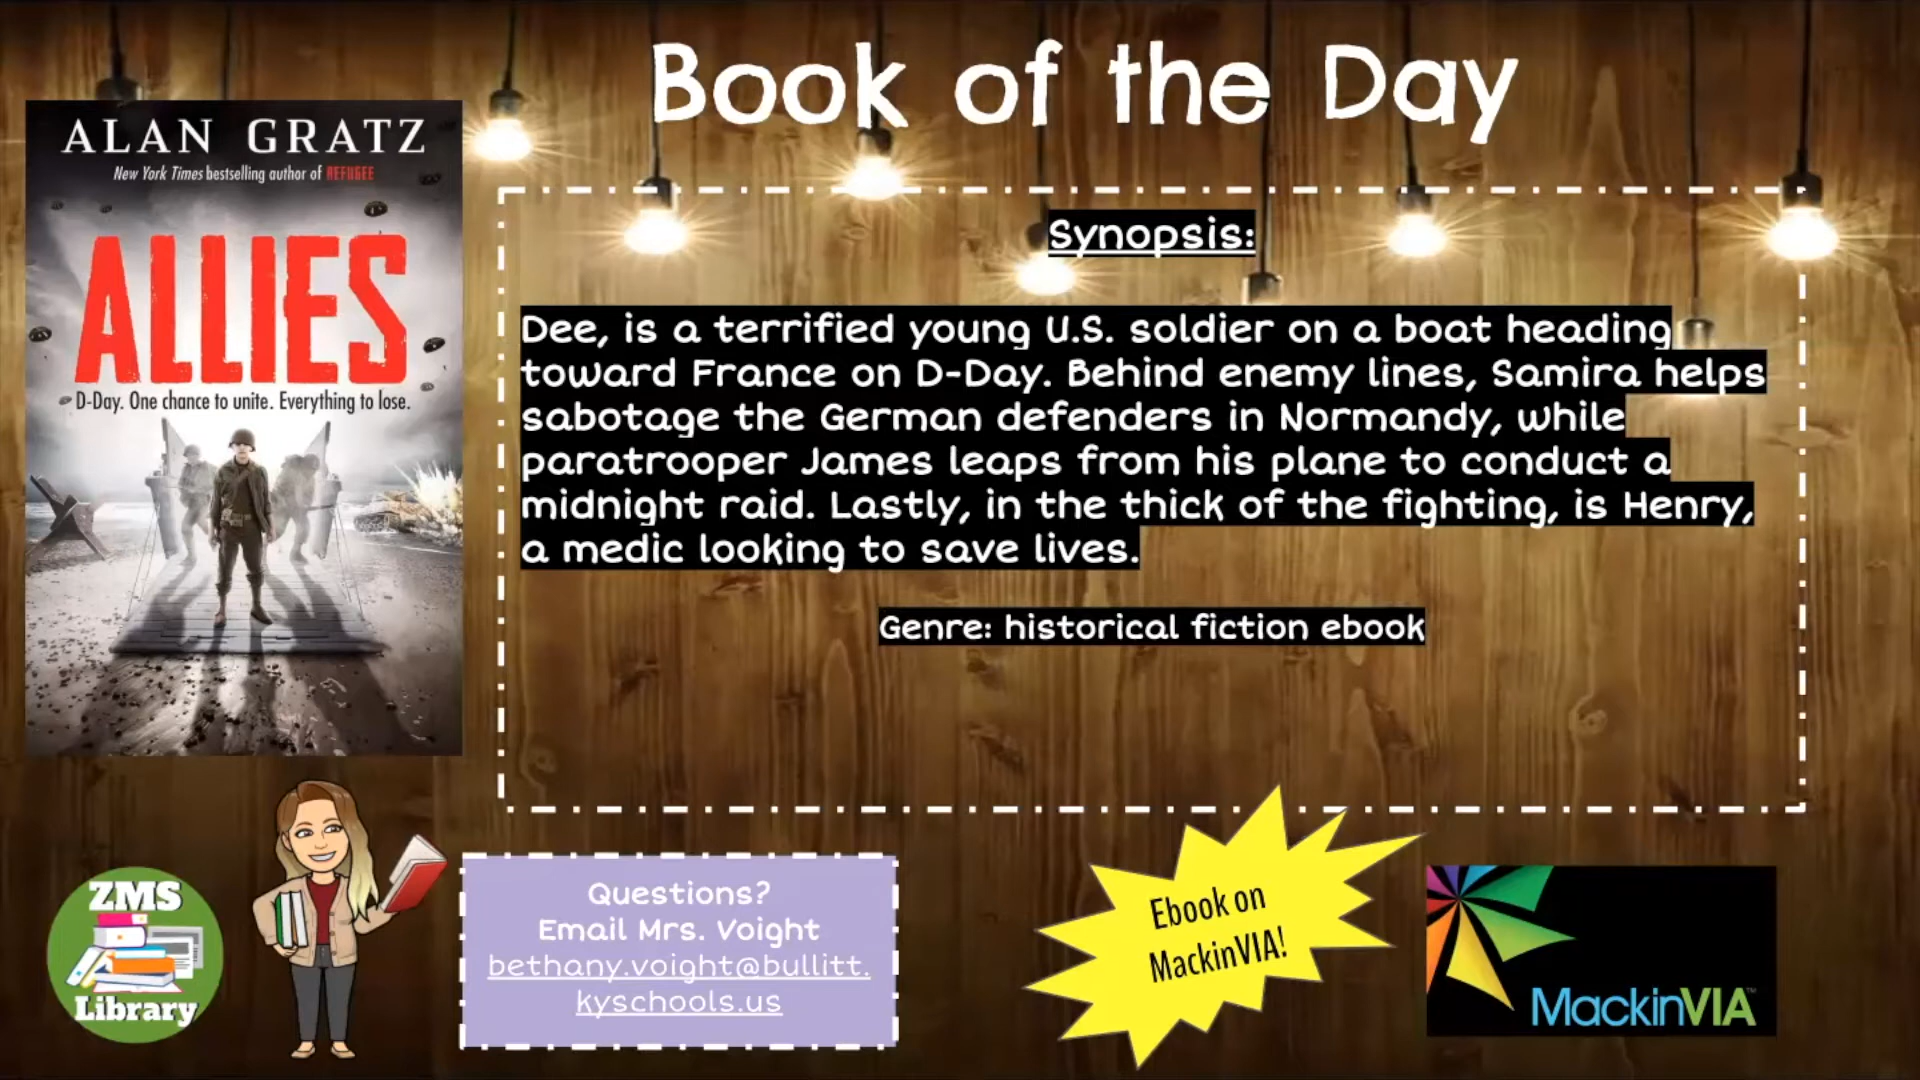 Book of the Day
ALAN GRATZ
New York Times bestselling author of REFUGEE
ALLIES
D-Day. One chance to unite. Everything to lose.
Synopsis:
Dee, is a terrified young U.S. soldier on a boat heading
toward France on D-Day. Behind enemy lines, Samira helps
sabotage the German defenders in Normandy, while
paratrooper James leaps from his plane to conduct a
midnight raid. Lastly, in the thick of the fighting, is Henry,
a medic looking to save lives.
Genre: historical fiction ebook
ZMS
Library
Questions?
Email Mrs. Voight
bethany.voight@bullitt.
kyschools.us
Ebook on
MackinVIA!
MackinVIA™